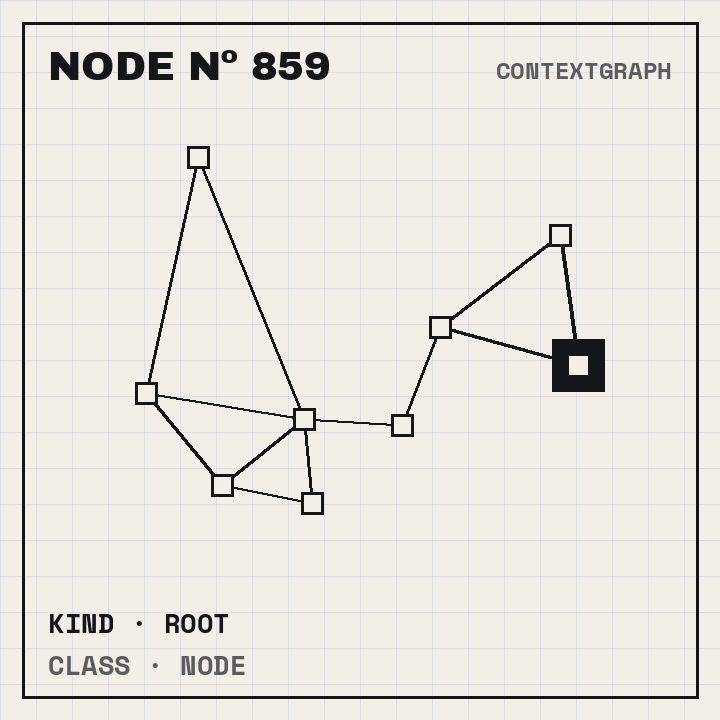 NODE Nº 859
CONTEXTGRAPH
KIND · ROOT
CLASS · NODE